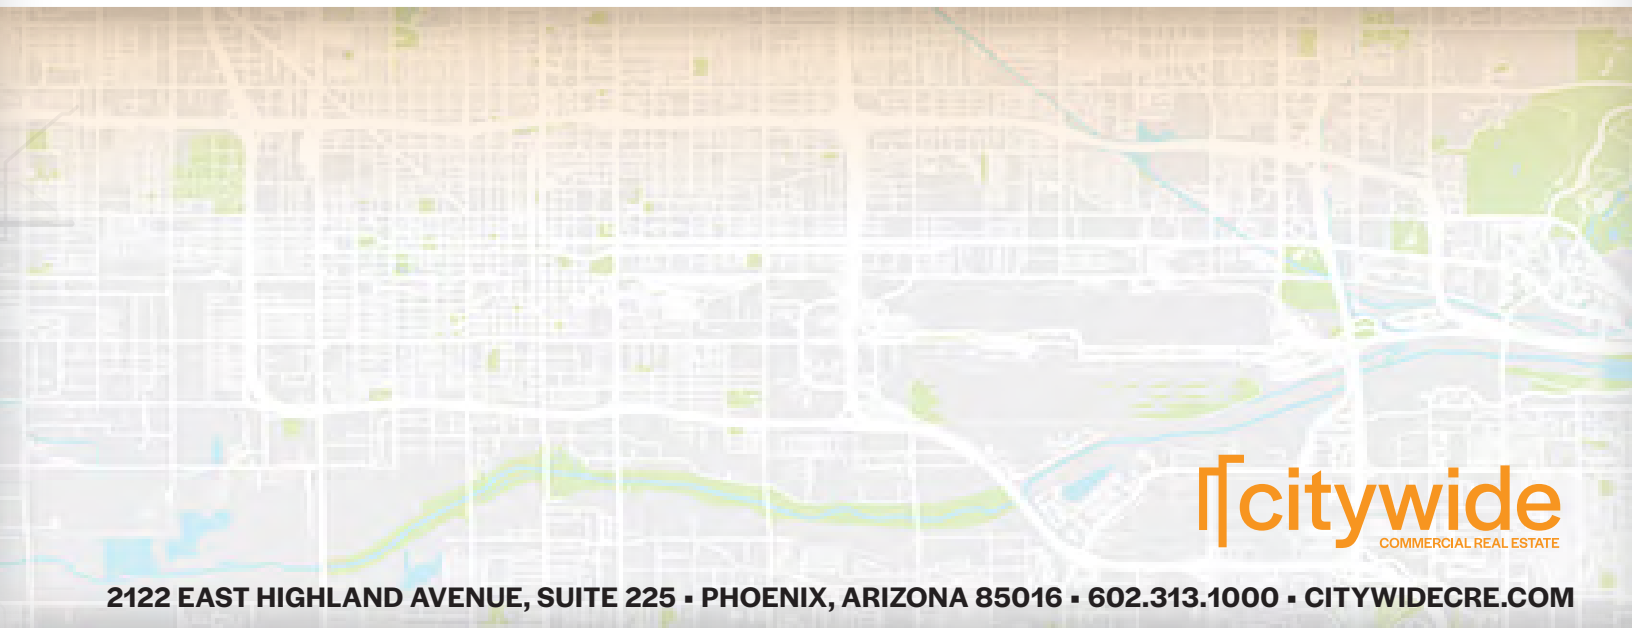 citywide
COMMERCIAL REAL ESTATE
2122 EAST HIGHLAND AVENUE, SUITE 225 ▪ PHOENIX, ARIZONA 85016 ▪ 602.313.1000 ▪ CITYWIDECRE.COM